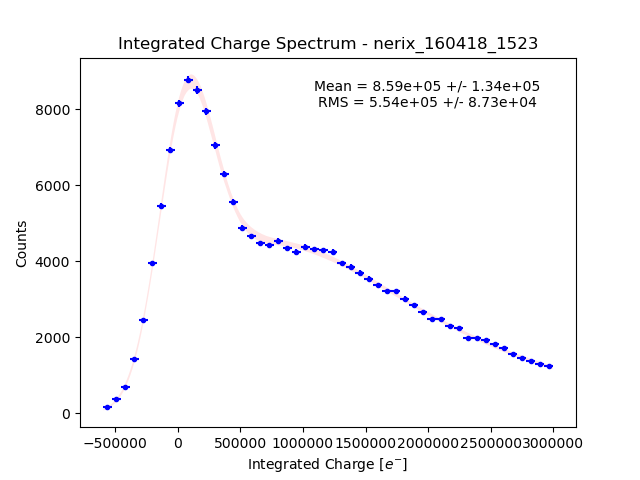 Integrated Charge Spectrum - nerix_160418_1523
Mean = 8.59e+05 +/- 1.34e+05
RMS = 5.54e+05 +/- 8.73e+04
8000
6000
4000
2000
0
Counts
−500000 0 500000 1000000 1500000 2000000 2500000 3000000
Integrated Charge [e⁻]